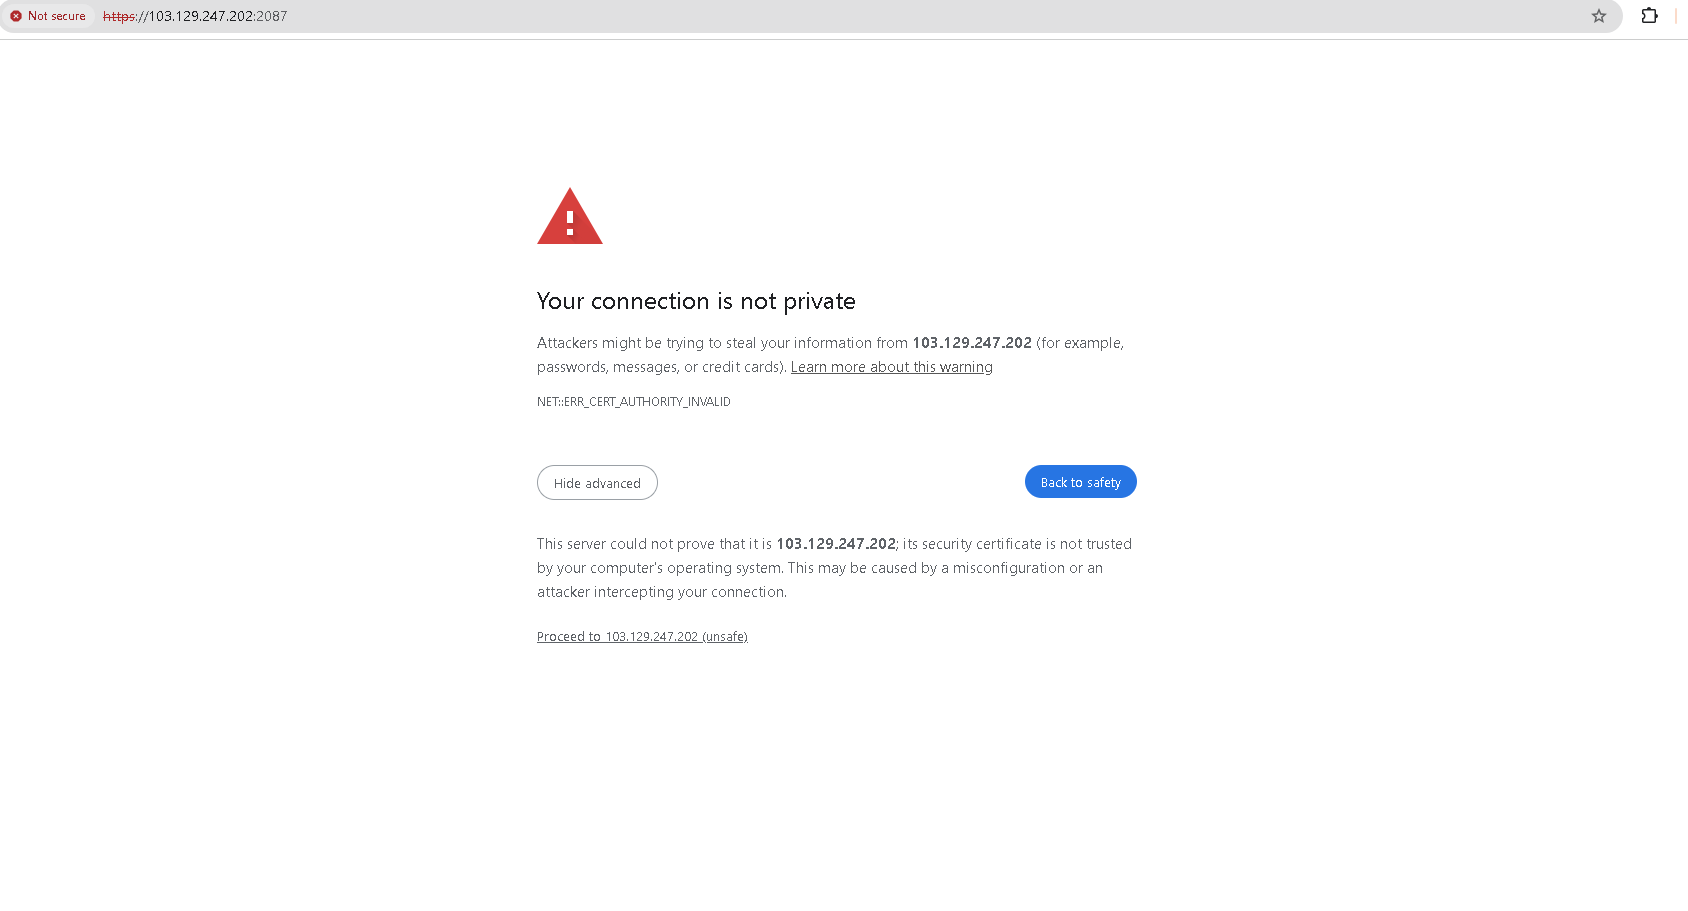 Not secure https://103.129.247.202:2087
Your connection is not private
Attackers might be trying to steal your information from 103.129.247.202 (for example,
passwords, messages, or credit cards). Learn more about this warning
NET::ERR_CERT_AUTHORITY_INVALID
Hide advanced
Back to safety
This server could not prove that it is 103.129.247.202; its security certificate is not trusted
by your computer's operating system. This may be caused by a misconfiguration or an
attacker intercepting your connection.
Proceed to 103.129.247.202 (unsafe)